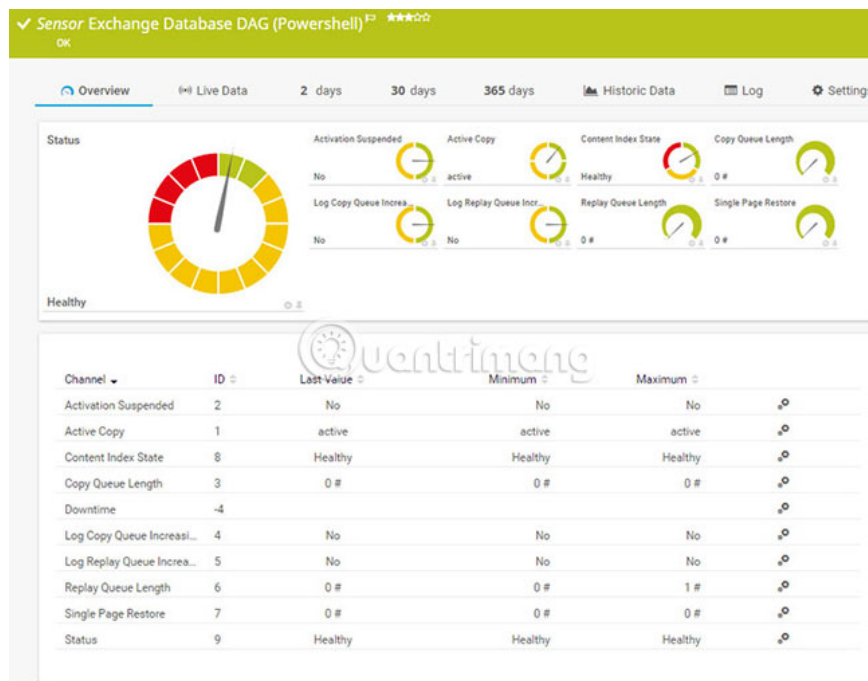 Sensor Exchange Database DAG (Powershell)
OK
Overview Live Data 2 days 30 days 365 days Historic Data Log Settings
Status
Healthy
Activation Suspended Active Copy Content Index State Copy Queue Length
No active Healthy 0 #
Log Copy Queue Increa... Log Replay Queue Incr... Replay Queue Length Single Page Restore
No No 0 # 0 #
Quantrimang
Channel ID Last Value Minimum Maximum
Activation Suspended 2 No No No
Active Copy 1 active active active
Content Index State 8 Healthy Healthy Healthy
Copy Queue Length 3 0 # 0 # 0 #
Downtime -4
Log Copy Queue Increasi... 4 No No No
Log Replay Queue Increa... 5 No No No
Replay Queue Length 6 0 # 0 # 1 #
Single Page Restore 7 0 # 0 # 0 #
Status 9 Healthy Healthy Healthy